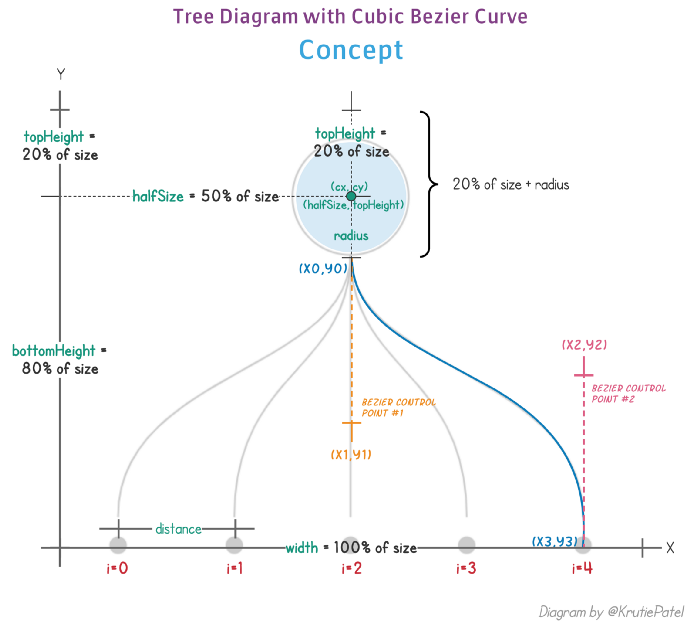 Tree Diagram with Cubic Bezier Curve
Concept
Y
topHeight =
20% of size
topHeight =
20% of size
20% of size + radius
halfSize = 50% of size
(cx, cy)
(halfSize, topHeight)
radius
(X0,Y0)
bottomHeight =
80% of size
(X2,Y2)
BEZIER CONTROL
POINT #2
BEZIER CONTROL
POINT #1
(X1,Y1)
distance
(X3,Y3)
width = 100% of size
X
i=0
i=1
i=2
i=3
i=4
Diagram by @KrutiePatel